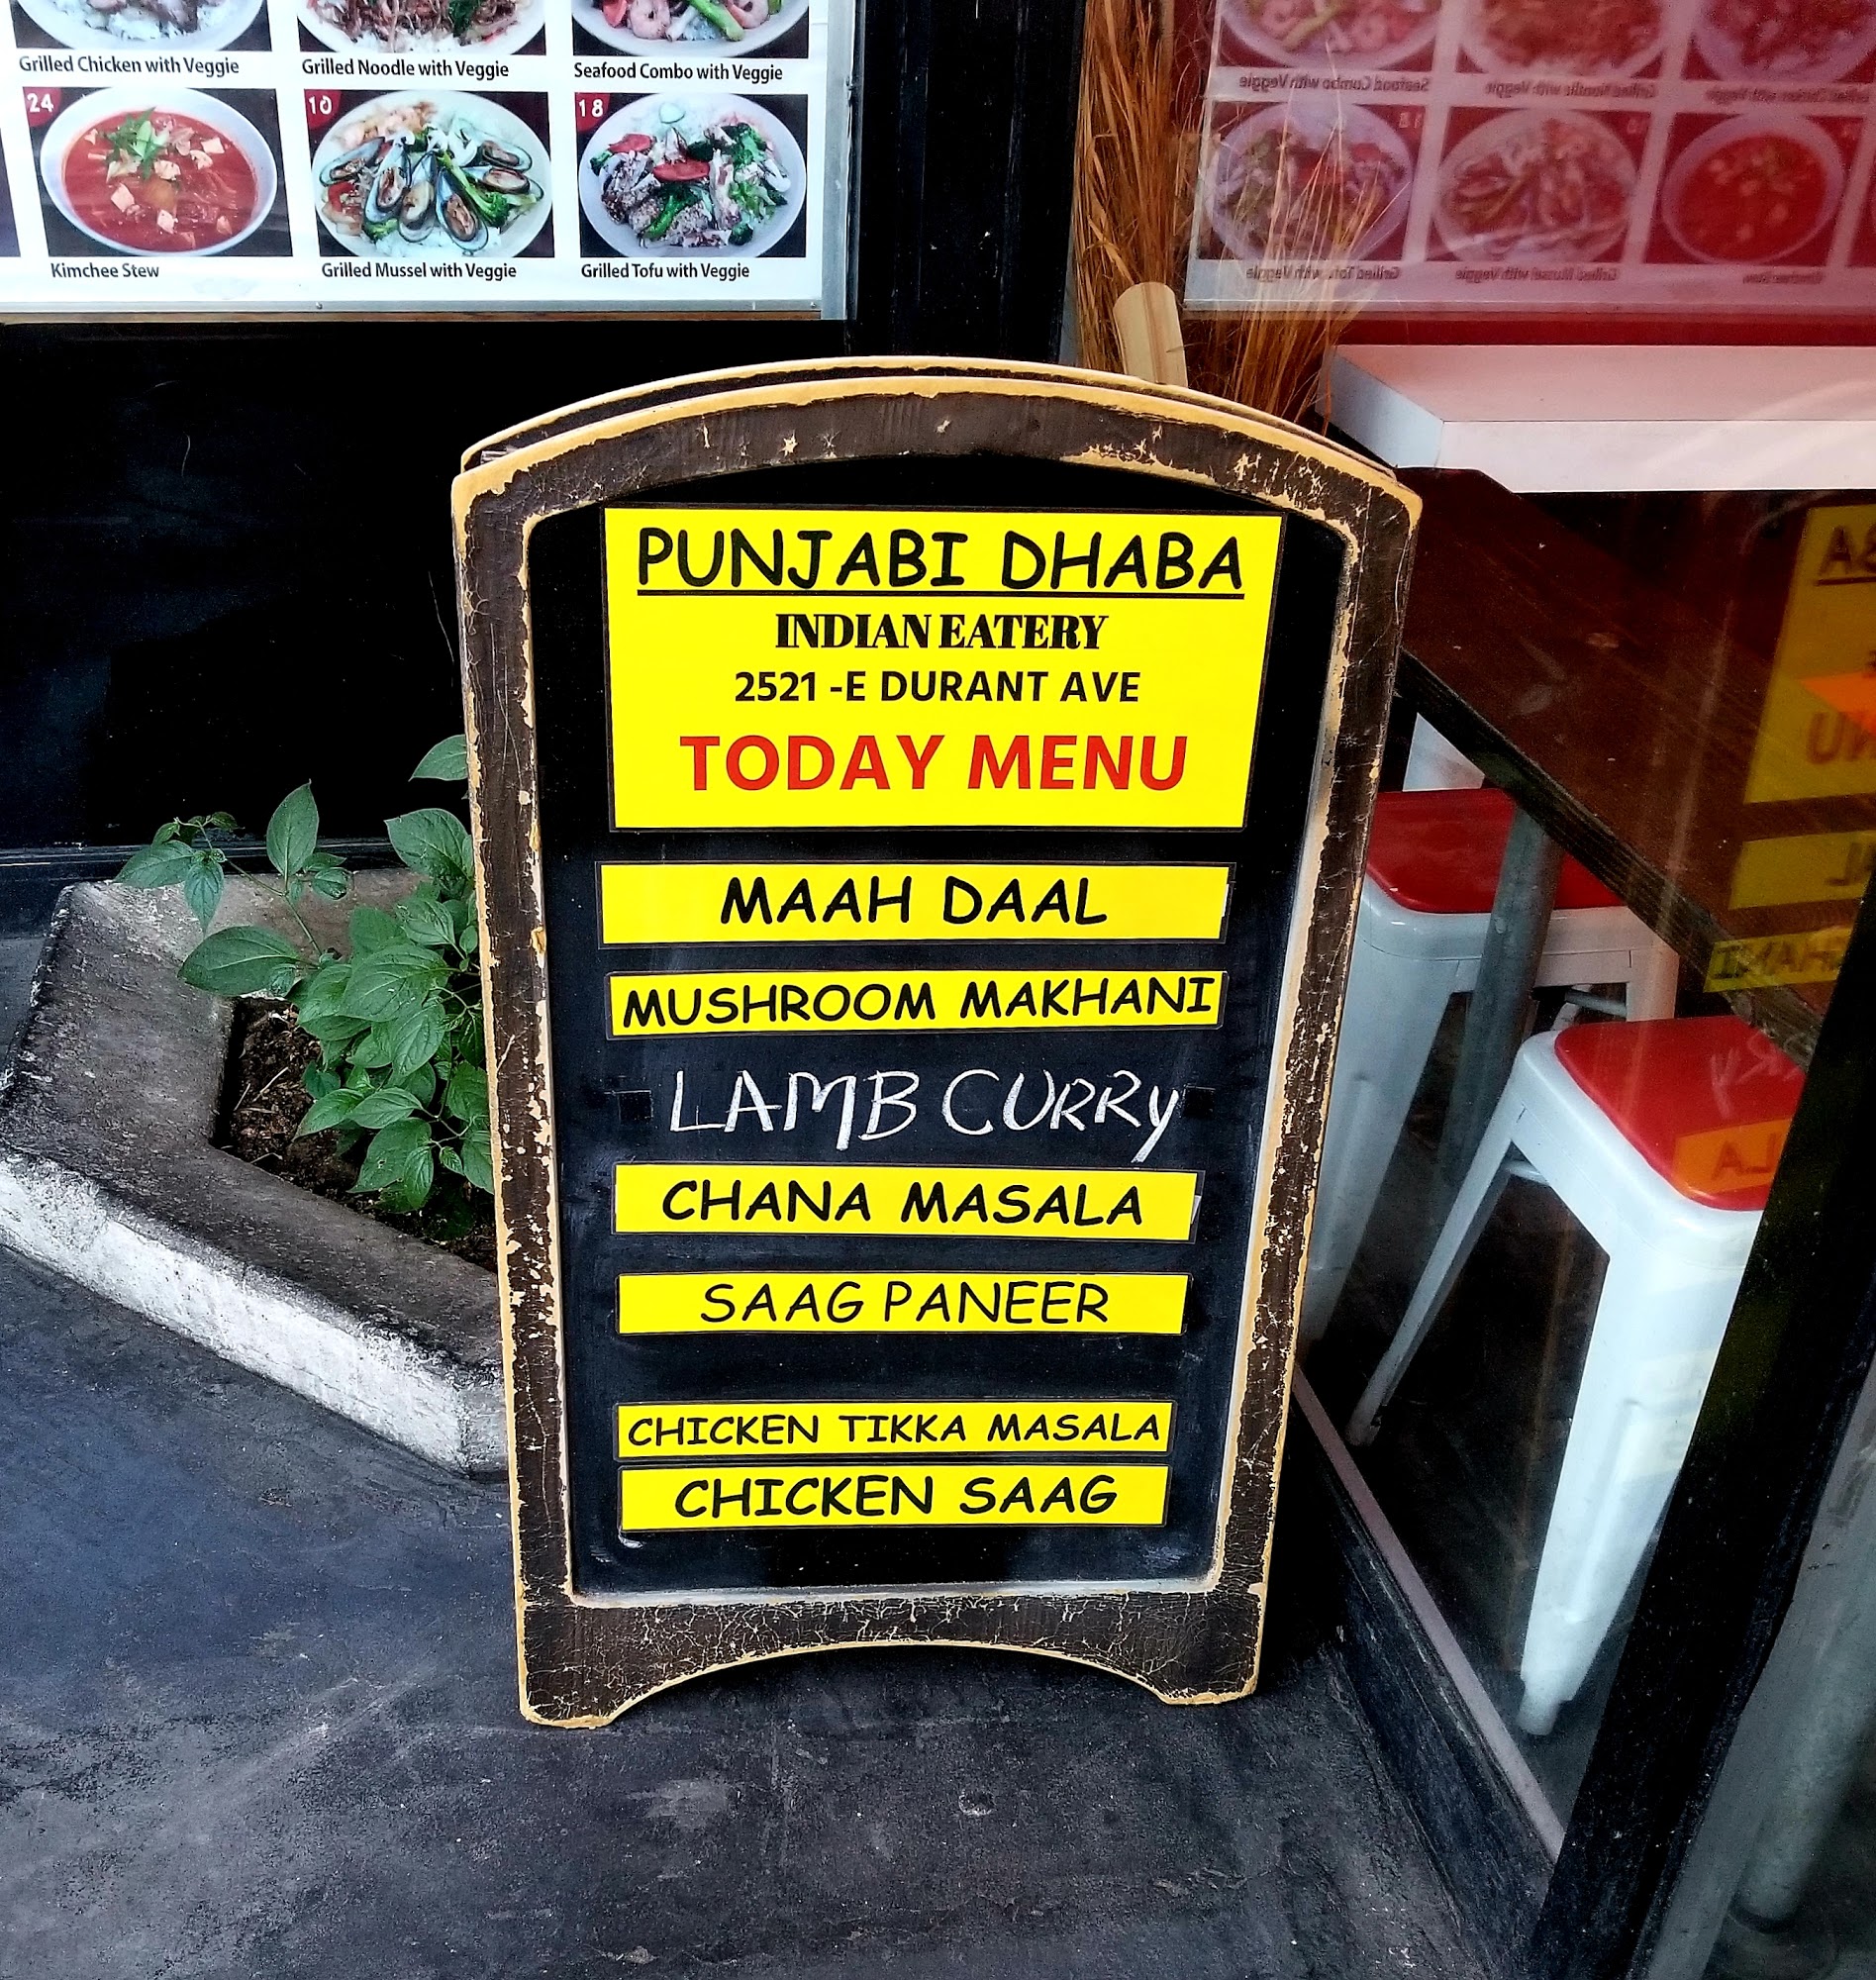 Grilled Chicken with Veggie
Grilled Noodle with Veggie
Seafood Combo with Veggie
24
10
18
Kimchee Stew
Grilled Mussel with Veggie
Grilled Tofu with Veggie
PUNJABI DHABA
INDIAN EATERY
2521 -E DURANT AVE
TODAY MENU
MAAH DAAL
MUSHROOM MAKHANI
LAMB CURRY
CHANA MASALA
SAAG PANEER
CHICKEN TIKKA MASALA
CHICKEN SAAG